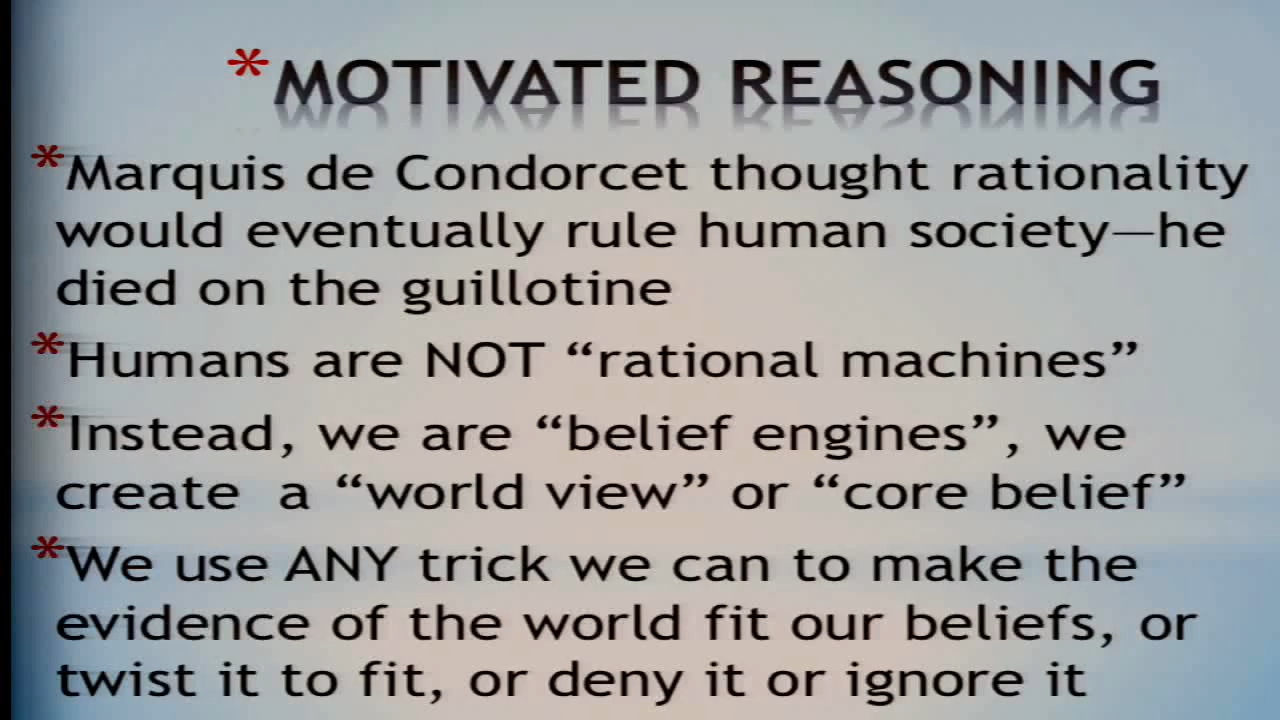 *MOTIVATED REASONING
*Marquis de Condorcet thought rationality
would eventually rule human society—he
died on the guillotine
*Humans are NOT “rational machines”
*Instead, we are “belief engines”, we
create a “world view” or “core belief”
*We use ANY trick we can to make the
evidence of the world fit our beliefs, or
twist it to fit, or deny it or ignore it